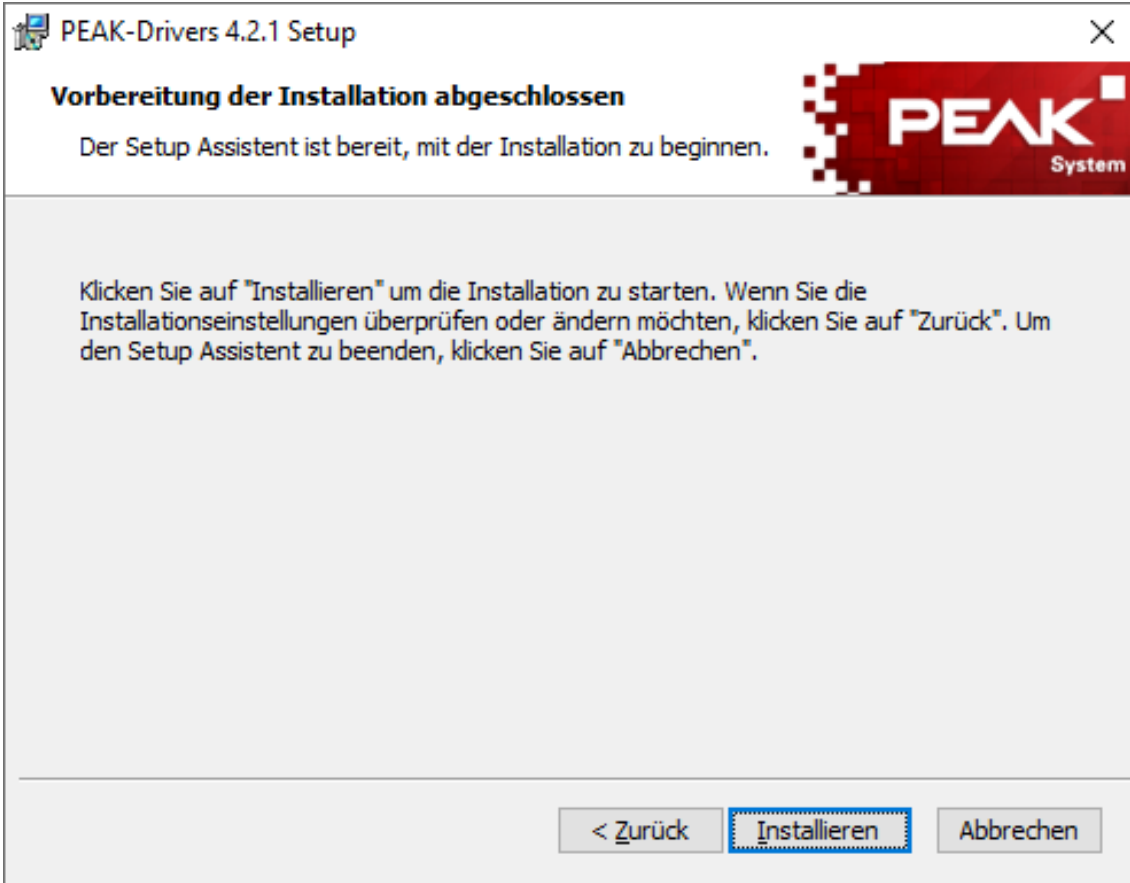 PEAK-Drivers 4.2.1 Setup
Vorbereitung der Installation abgeschlossen
Der Setup Assistent ist bereit, mit der Installation zu beginnen.
PEAK
System
Klicken Sie auf "Installieren" um die Installation zu starten. Wenn Sie die
Installationseinstellungen überprüfen oder ändern möchten, klicken Sie auf "Zurück". Um
den Setup Assistent zu beenden, klicken Sie auf "Abbrechen".
< Zurück
Installieren
Abbrechen